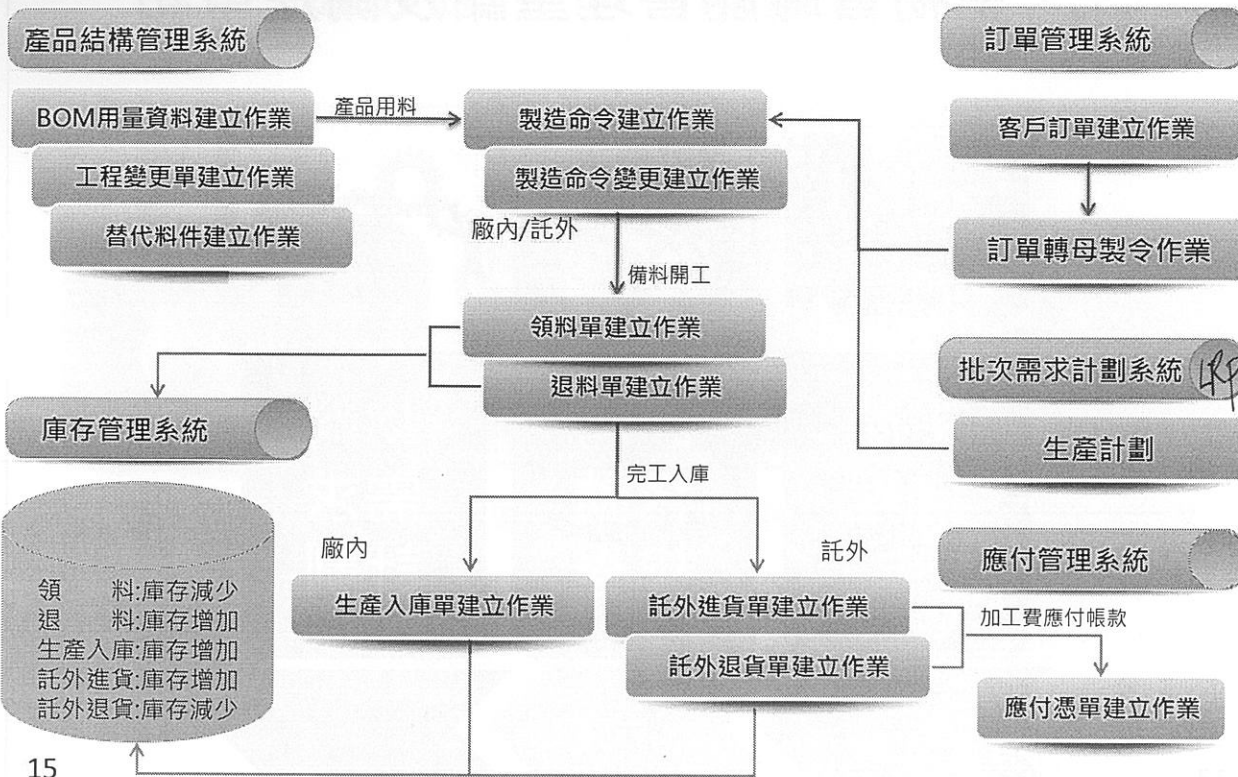 產品結構管理系統
BOM用量資料建立作業
工程變更單建立作業
替代料件建立作業
產品用料
製造命令建立作業
製造命令變更建立作業
廠內/託外
備料開工
領料單建立作業
退料單建立作業
訂單管理系統
客戶訂單建立作業
訂單轉母製令作業
批次需求計劃系統
LRP
生產計劃
庫存管理系統
領 料:庫存減少
退 料:庫存增加
生產入庫:庫存增加
託外進貨:庫存增加
託外退貨:庫存減少
完工入庫
廠內
生產入庫單建立作業
託外
託外進貨單建立作業
託外退貨單建立作業
應付管理系統
加工費應付帳款
應付憑單建立作業
15